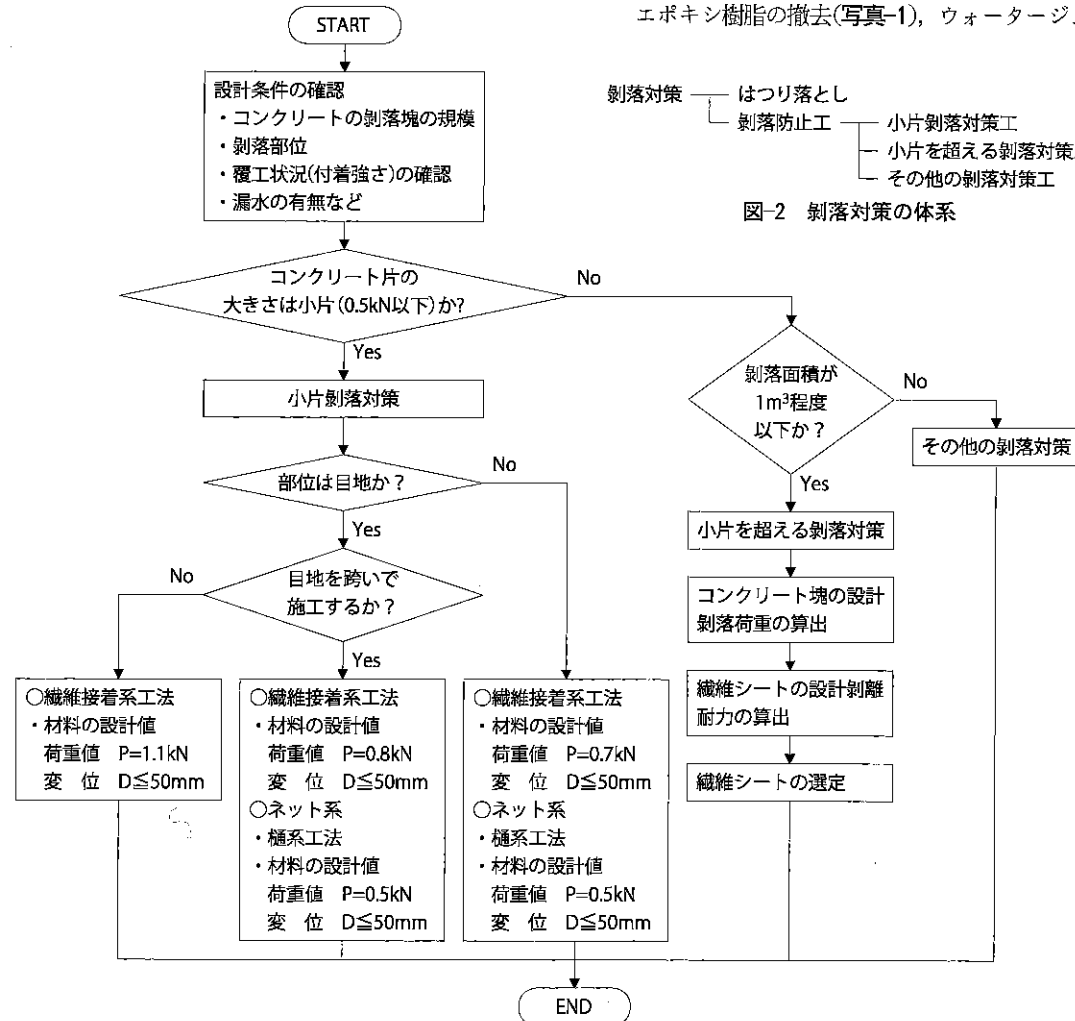 エポキシ樹脂の撤去(写真-1)，ウォータージ
START
設計条件の確認
・コンクリートの剝落塊の規模
・剝落部位
・覆工状況(付着強さ)の確認
・漏水の有無など
剝落対策
はつり落とし
剝落防止工
小片剝落対策工
小片を超える剝落対策
その他の剝落対策工
図-2　剝落対策の体系
コンクリート片の
大きさは小片(0.5kN以下)か?
No
Yes
小片剝落対策
剝落面積が
1m³程度
以下か？
No
Yes
その他の剝落対策
部位は目地か？
No
Yes
小片を超える剝落対策
目地を跨いで
施工するか？
No
Yes
コンクリート塊の設計
剝落荷重の算出
繊維シートの設計剝離
耐力の算出
繊維シートの選定
○繊維接着系工法
・材料の設計値
荷重値　P=1.1kN
変　位　D≦50mm
○繊維接着系工法
・材料の設計値
荷重値　P=0.8kN
変　位　D≦50mm
○ネット系
・樋系工法
・材料の設計値
荷重値　P=0.5kN
変　位　D≦50mm
○繊維接着系工法
・材料の設計値
荷重値　P=0.7kN
変　位　D≦50mm
○ネット系
・樋系工法
・材料の設計値
荷重値　P=0.5kN
変　位　D≦50mm
END